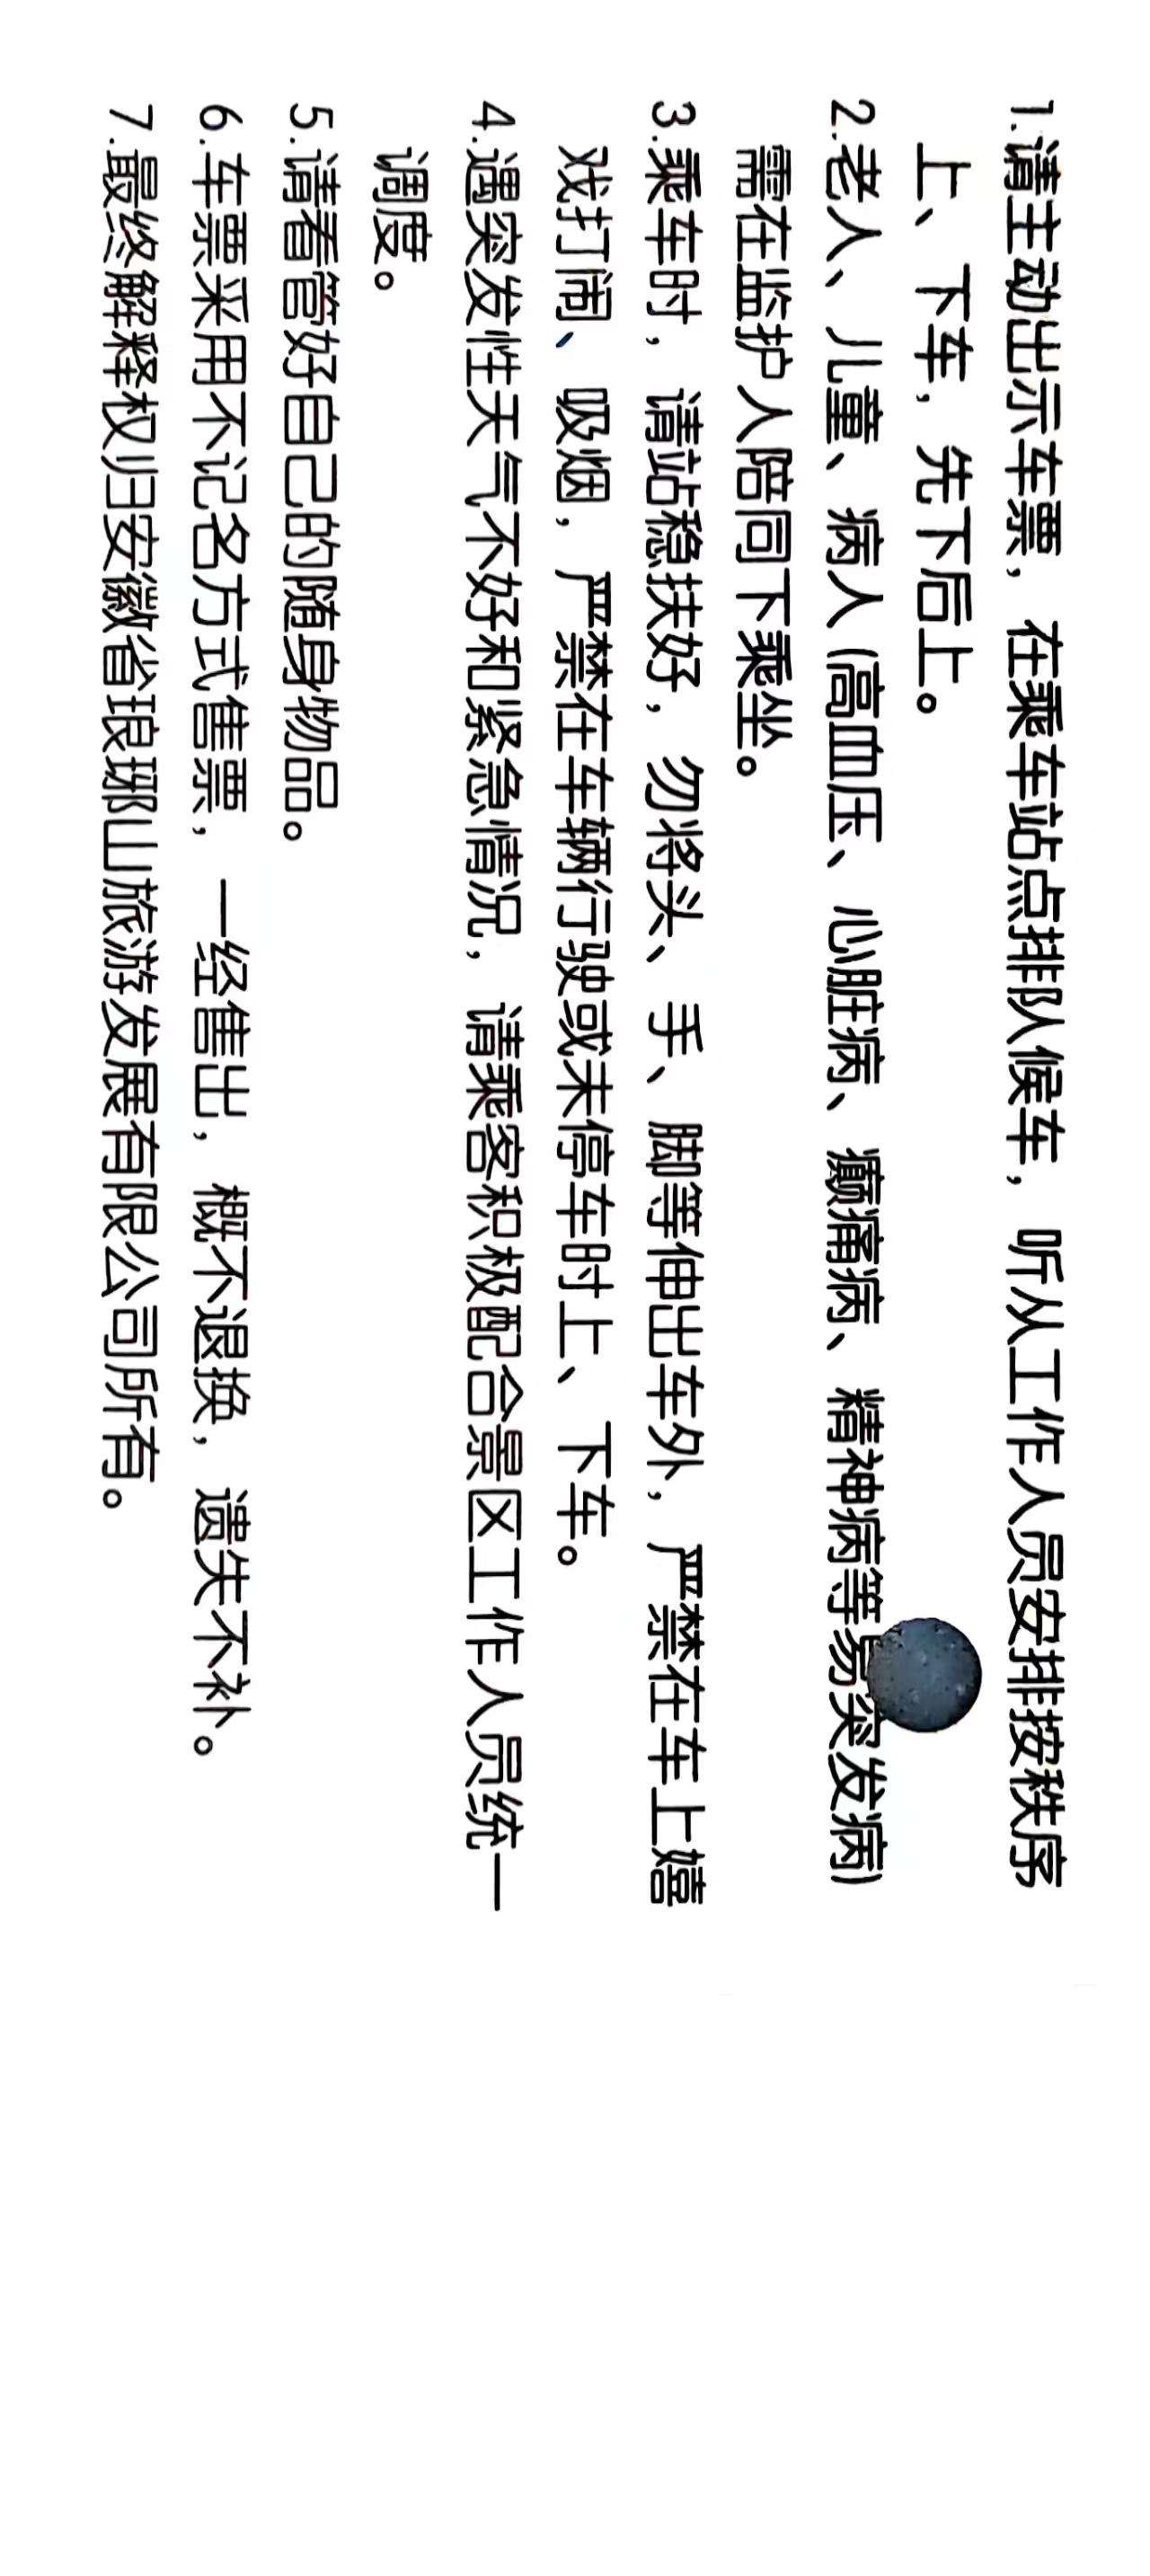 1.请主动出示车票，在乘车站点排队候车，听从工作人员安排按秩序
上、下车，先下后上。
2.老人、儿童、病人(高血压、心脏病、癫痛病、精神病等易突发病)
需在监护人陪同下乘坐。
3.乘车时，请站稳扶好，勿将头、手、脚等伸出车外，严禁在车上嬉
戏打闹、吸烟，严禁在车辆行驶或未停车时上、下车。
4.遇突发性天气不好和紧急情况，请乘客积极配合景区工作人员统一
调度。
5.请看管好自己的随身物品。
6.车票采用不记名方式售票，一经售出，概不退换，遗失不补。
7.最终解释权归安徽省琅琊山旅游发展有限公司所有。